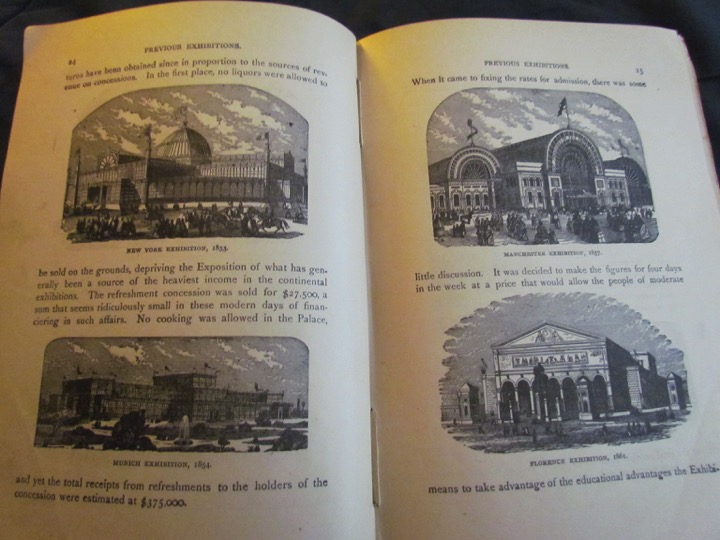 24
PREVIOUS EXHIBITIONS.
tures have been obtained since in proportion to the sources of rev-
enue on concessions. In the first place, no liquors were allowed to
NEW YORK EXHIBITION, 1853.
be sold on the grounds, depriving the Exposition of what has gen-
erally been a source of the heaviest income in the continental
exhibitions. The refreshment concession was sold for $27,500, a
sum that seems ridiculously small in these modern days of finan-
ciering in such affairs. No cooking was allowed in the Palace,
MUNICH EXHIBITION, 1854.
and yet the total receipts from refreshments to the holders of the
concession were estimated at $375,000.
PREVIOUS EXHIBITIONS.
25
When it came to fixing the rates for admission, there was some
MANCHESTER EXHIBITION, 1857.
little discussion. It was decided to make the figures for four days
in the week at a price that would allow the people of moderate
FLORENCE EXHIBITION, 1861.
means to take advantage of the educational advantages the Exhibi-